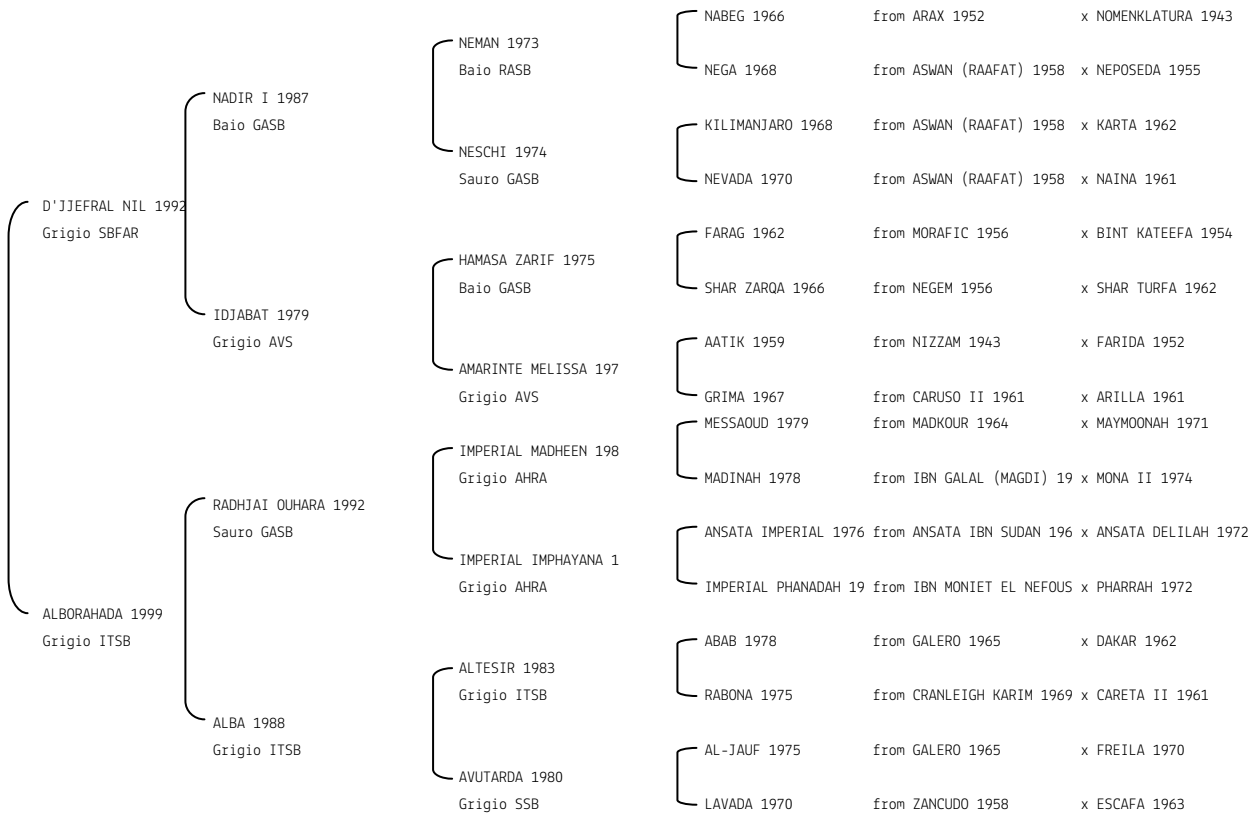 NABEG 1966 from ARAX 1952 x NOMENKLATURA 1943
NEMAN 1973
Baio RASB
NEGA 1968 from ASWAN (RAAFAT) 1958 x NEPOSEDA 1955
NADIR I 1987
Baio GASB
KILIMANJARO 1968 from ASWAN (RAAFAT) 1958 x KARTA 1962
NESCHI 1974
Sauro GASB
NEVADA 1970 from ASWAN (RAAFAT) 1958 x NAINA 1961
D'JJEFRAL NIL 1992
Grigio SBFAR
FARAG 1962 from MORAFIC 1956 x BINT KATEEFA 1954
HAMASA ZARIF 1975
Baio GASB
SHAR ZARQA 1966 from NEGEM 1956 x SHAR TURFA 1962
IDJABAT 1979
Grigio AVS
AATIK 1959 from NIZZAM 1943 x FARIDA 1952
AMARINTE MELISSA 197
Grigio AVS
GRIMA 1967 from CARUSO II 1961 x ARILLA 1961
MESSAOUD 1979 from MADKOUR 1964 x MAYMOONAH 1971
IMPERIAL MADHEEN 198
Grigio AHRA
MADINAH 1978 from IBN GALAL (MAGDI) 19 x MONA II 1974
RADHJAI OUHARA 1992
Sauro GASB
ANSATA IMPERIAL 1976 from ANSATA IBN SUDAN 196 x ANSATA DELILAH 1972
IMPERIAL IMPHAYANA 1
Grigio AHRA
IMPERIAL PHANADAH 19 from IBN MONIET EL NEFOUS x PHARRAH 1972
ALBORAHADA 1999
Grigio ITSB
ABAB 1978 from GALERO 1965 x DAKAR 1962
ALTESIR 1983
Grigio ITSB
RABONA 1975 from CRANLEIGH KARIM 1969 x CARETA II 1961
ALBA 1988
Grigio ITSB
AL-JAUF 1975 from GALERO 1965 x FREILA 1970
AVUTARDA 1980
Grigio SSB
LAVADA 1970 from ZANCUDO 1958 x ESCAFA 1963